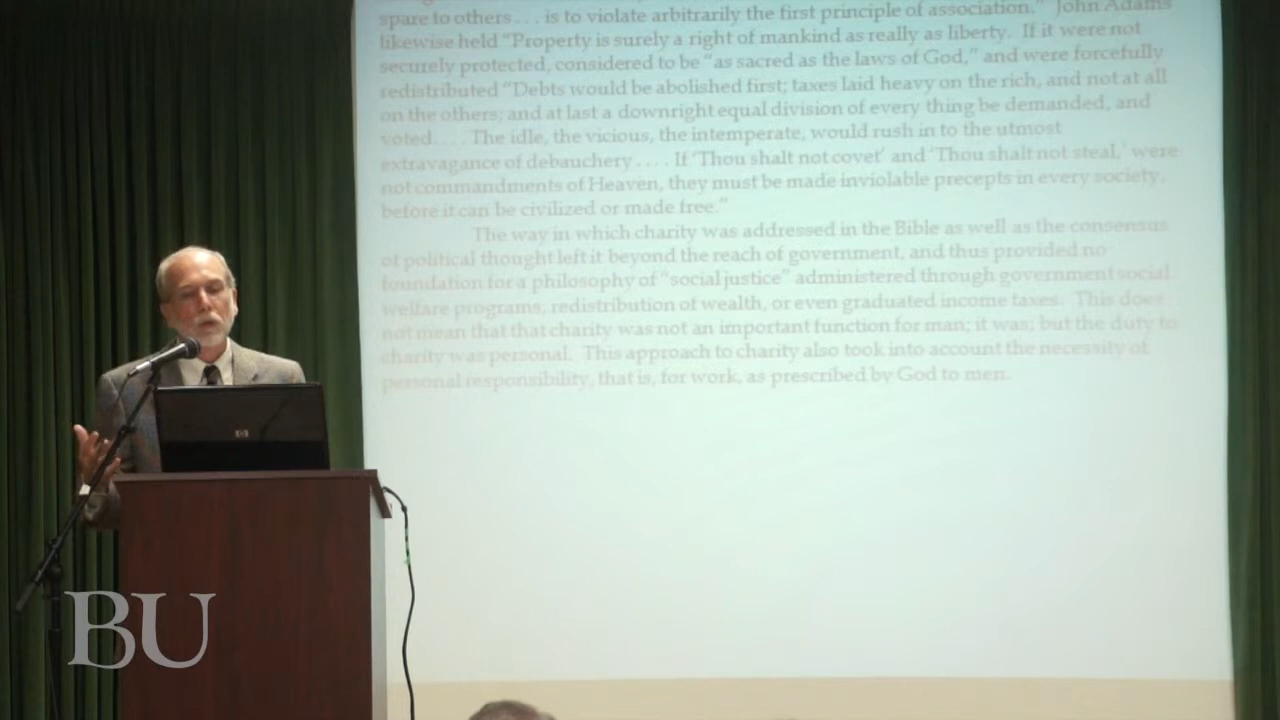 spare to others . . . is to violate arbitrarily the first principle of association.” John Adams
likewise held “Property is surely a right of mankind as really as liberty. If it were not
securely protected, considered to be “as sacred as the laws of God,” and were forcefully
redistributed “Debts would be abolished first; taxes laid heavy on the rich, and not at all
on the others; and at last a downright equal division of every thing be demanded, and
voted. . . . The idle, the vicious, the intemperate, would rush in to the utmost
extravagance of debauchery . . . . If ‘Thou shalt not covet’ and ‘Thou shalt not steal,’ were
not commandments of Heaven, they must be made inviolable precepts in every society,
before it can be civilized or made free.”
The way in which charity was addressed in the Bible as well as the consensus
of political thought left it beyond the reach of government, and thus provided no
foundation for a philosophy of “social justice” administered through government social
welfare programs, redistribution of wealth, or even graduated income taxes. This does
not mean that that charity was not an important function for man; it was; but the duty to
charity was personal. This approach to charity also took into account the necessity of
personal responsibility, that is, for work, as prescribed by God to men.
hp
BU